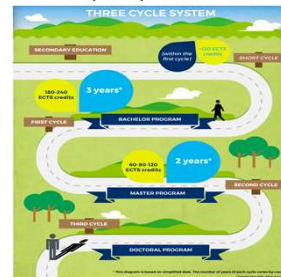 THREE CYCLE SYSTEM
SECONDARY EDUCATION
(within the
first cycle)
~120 ECTS
credits
SHORT CYCLE
180-240
ECTS credits
3 years*
FIRST CYCLE
BACHELOR PROGRAM
60-90-120
ECTS credits
2 years*
SECOND CYCLE
MASTER PROGRAM
THIRD CYCLE
DOCTORAL PROGRAM
* This diagram is based on simplified data. The number of years of each cycle varies by